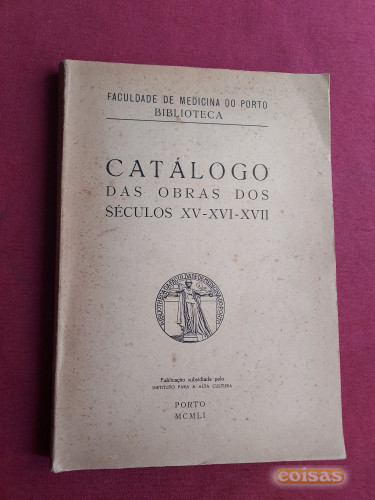 FACULDADE DE MEDICINA DO PORTO
BIBLIOTECA
CATÁLOGO
DAS OBRAS DOS
SÉCULOS XV-XVI-XVII
Publicação subsidiada pelo
INSTITUTO PARA A ALTA CULTURA
PORTO
MCMLI
coisas